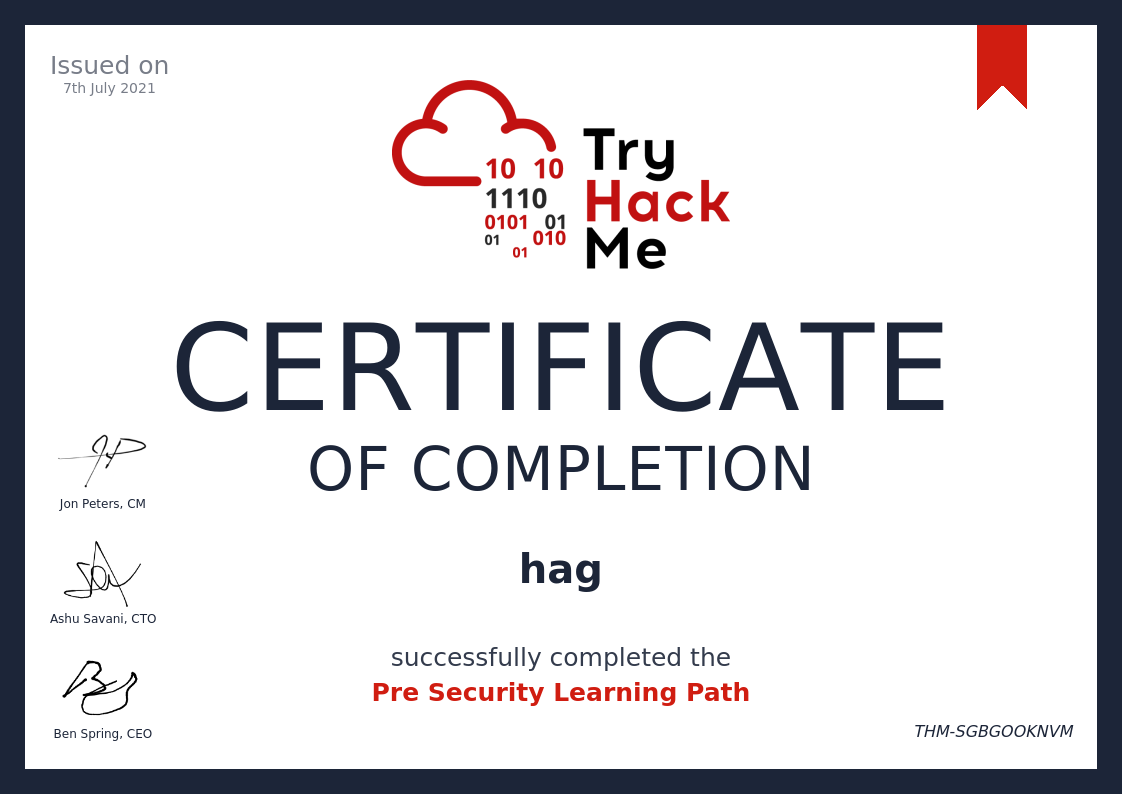 Issued on
7th July 2021
10 10
1110
0101 01
01 010
01
Try
Hack
Me
CERTIFICATE
OF COMPLETION
Jon Peters, CM
hag
Ashu Savani, CTO
successfully completed the
Pre Security Learning Path
Ben Spring, CEO
THM-SGBGOOKNVM